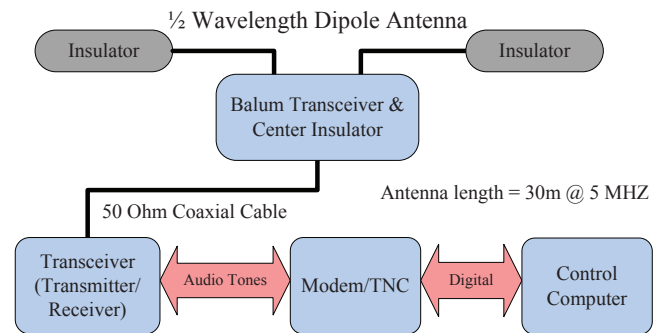 ½ Wavelength Dipole Antenna
Insulator
Insulator
Balum Transceiver &
Center Insulator
Antenna length = 30m @ 5 MHZ
50 Ohm Coaxial Cable
Transceiver
(Transmitter/
Receiver)
Audio Tones
Modem/TNC
Digital
Control
Computer